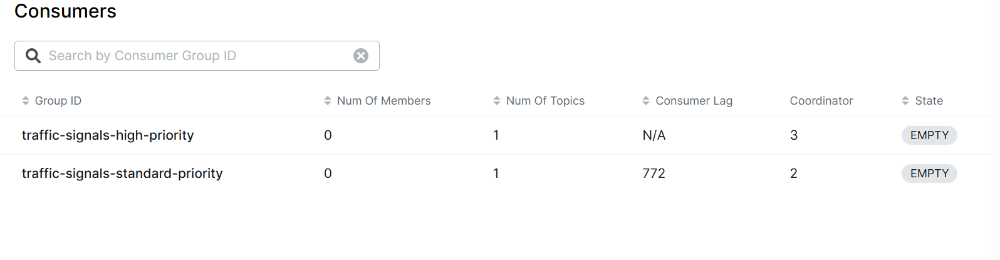 Consumers
Search by Consumer Group ID
Group ID Num Of Members Num Of Topics Consumer Lag Coordinator State
traffic-signals-high-priority 0 1 N/A 3 EMPTY
traffic-signals-standard-priority 0 1 772 2 EMPTY